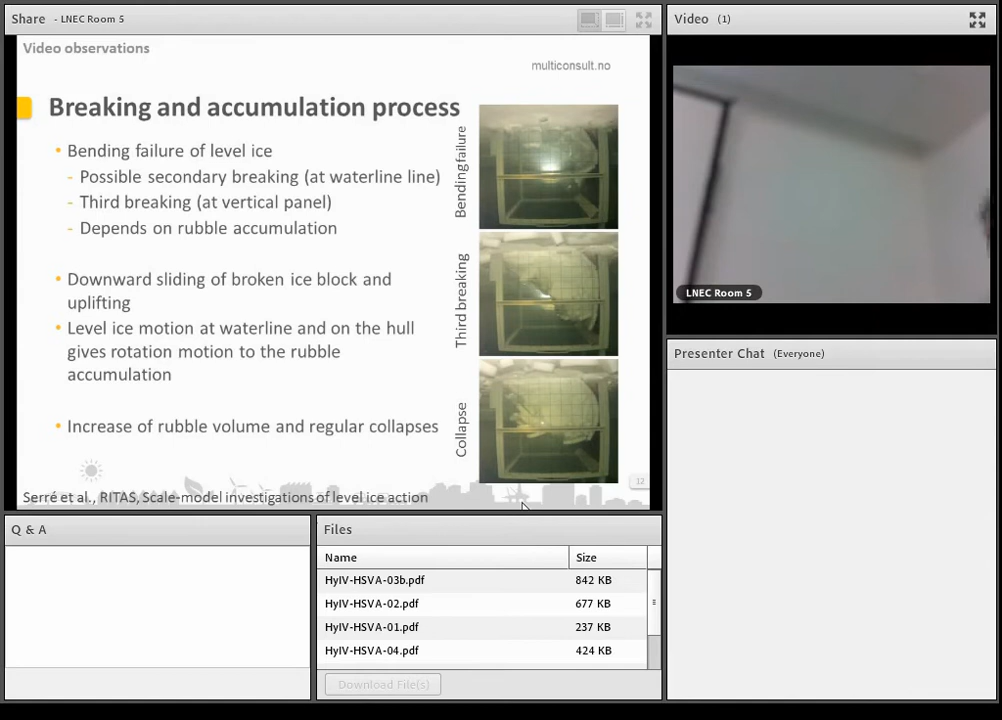 Share - LNEC Room 5
Video observations
multiconsult.no
Breaking and accumulation process
• Bending failure of level ice
- Possible secondary breaking (at waterline line)
- Third breaking (at vertical panel)
- Depends on rubble accumulation
• Downward sliding of broken ice block and
uplifting
• Level ice motion at waterline and on the hull
gives rotation motion to the rubble
accumulation
• Increase of rubble volume and regular collapses
Bending failure
Third breaking
Collapse
12
Serré et al., RITAS, Scale-model investigations of level ice action
Video (1)
LNEC Room 5
Presenter Chat (Everyone)
Q & A
Files
Name Size
HyIV-HSVA-03b.pdf 842 KB
HyIV-HSVA-02.pdf 677 KB
HyIV-HSVA-01.pdf 237 KB
HyIV-HSVA-04.pdf 424 KB
Download File(s)